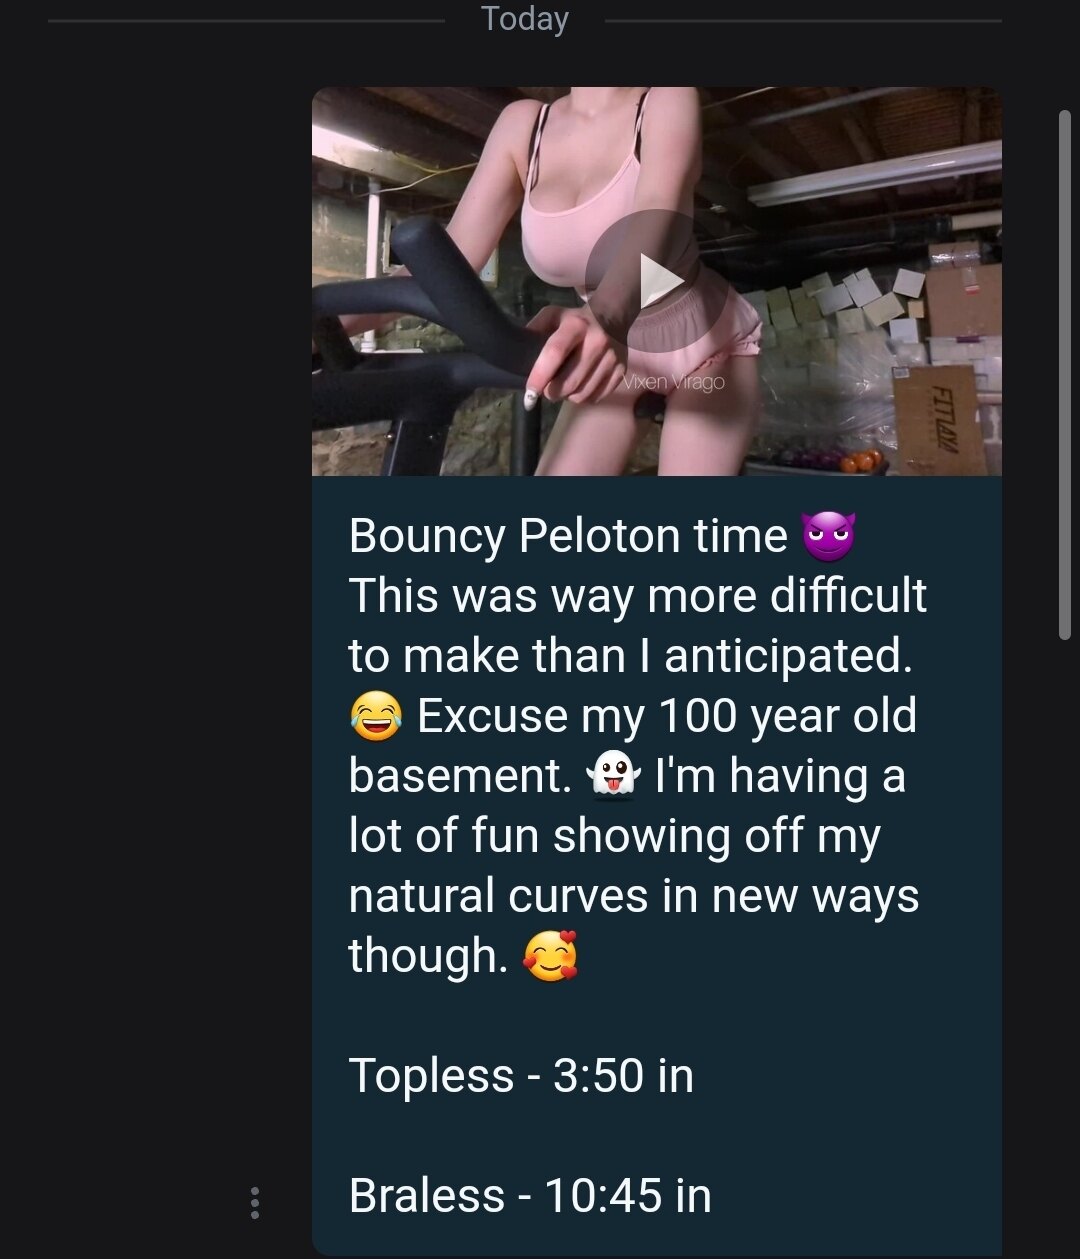 Today
Vixen Virago
FITTAYA
Bouncy Peloton time 😈
This was way more difficult
to make than I anticipated.
😂 Excuse my 100 year old
basement. 👻 I'm having a
lot of fun showing off my
natural curves in new ways
though. 🥰
Topless - 3:50 in
Braless - 10:45 in